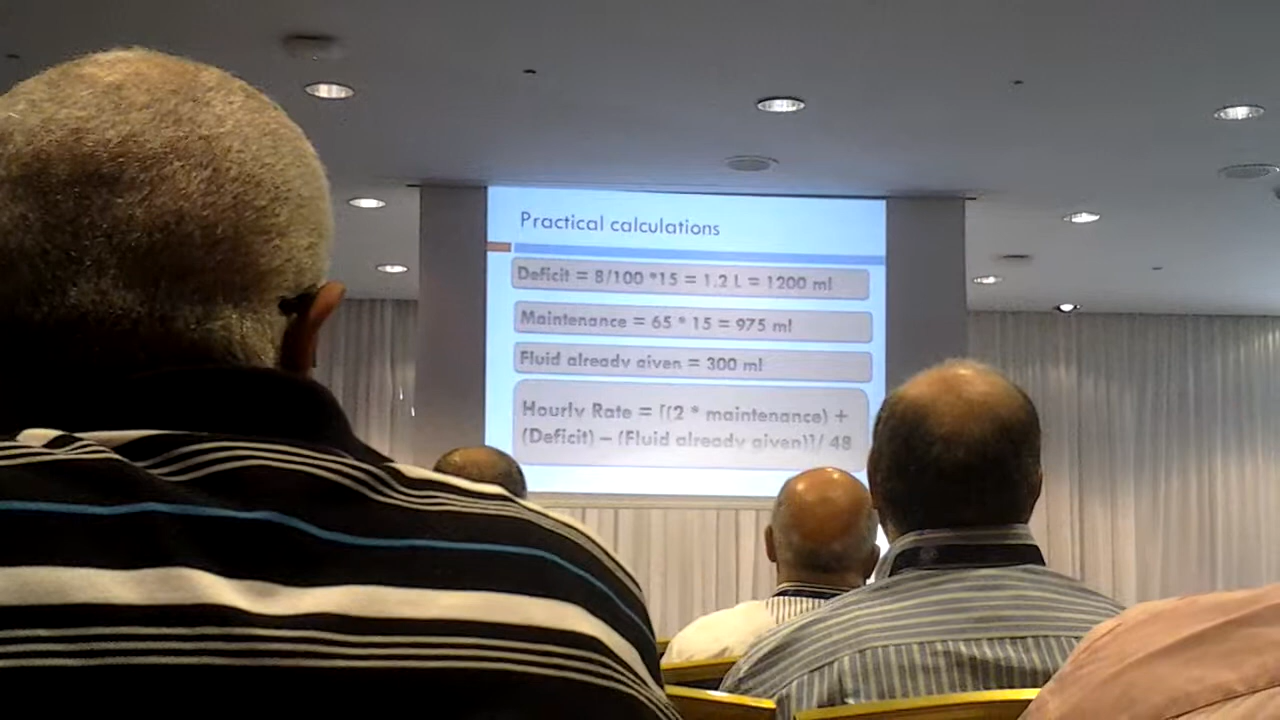 Practical calculations
Deficit = 8/100 *15 = 1.2 L = 1200 ml
Maintenance = 65 * 15 = 975 ml
Fluid already given = 300 ml
Hourly Rate = [(2 * maintenance) +
(Deficit) – (Fluid already given)]/ 48